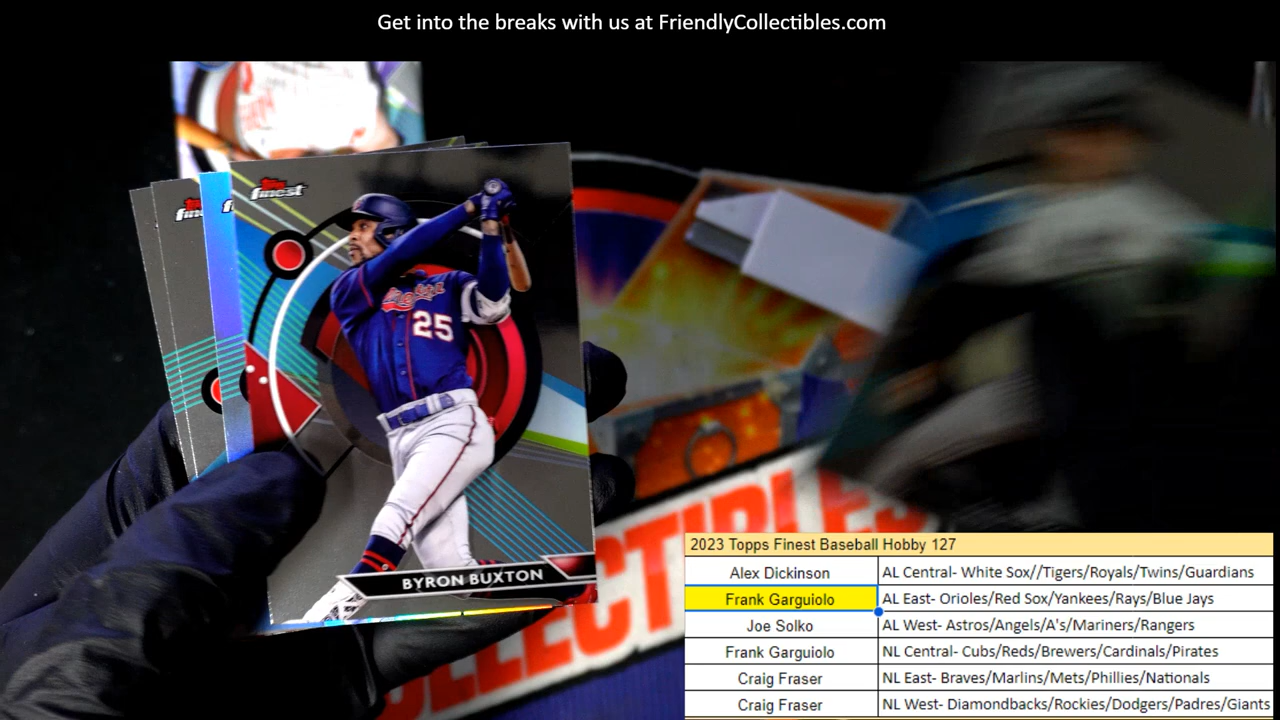 Get into the breaks with us at FriendlyCollectibles.com
Topps
finest
25
BYRON BUXTON
COLLECTIBLES
2023 Topps Finest Baseball Hobby 127
Alex Dickinson AL Central- White Sox//Tigers/Royals/Twins/Guardians
Frank Garguiolo AL East- Orioles/Red Sox/Yankees/Rays/Blue Jays
Joe Solko AL West- Astros/Angels/A's/Mariners/Rangers
Frank Garguiolo NL Central- Cubs/Reds/Brewers/Cardinals/Pirates
Craig Fraser NL East- Braves/Marlins/Mets/Phillies/Nationals
Craig Fraser NL West- Diamondbacks/Rockies/Dodgers/Padres/Giants